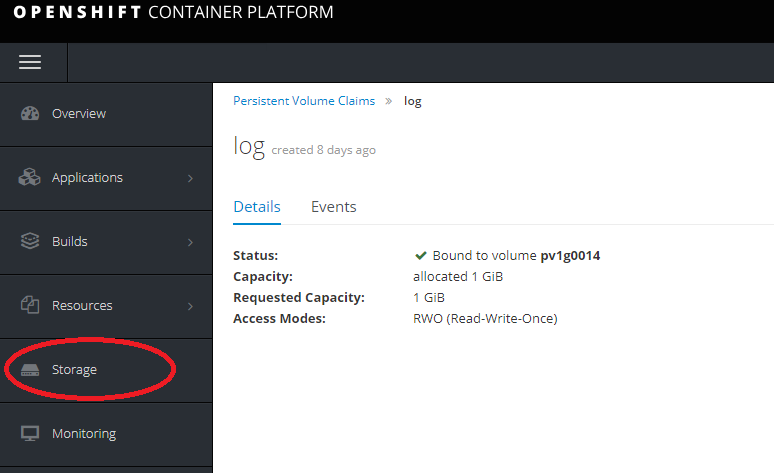 OPENSHIFT CONTAINER PLATFORM
Overview
Applications
Builds
Resources
Storage
Monitoring
Persistent Volume Claims » log
log created 8 days ago
Details Events
Status: Bound to volume pv1g0014
Capacity: allocated 1 GiB
Requested Capacity: 1 GiB
Access Modes: RWO (Read-Write-Once)